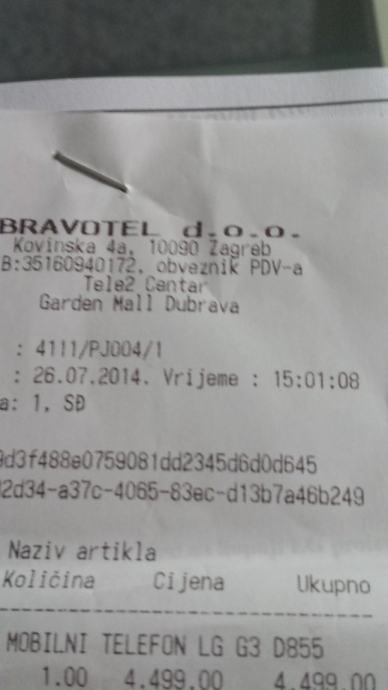 BRAVOTEL d.o.o.
Kovinska 4a, 10090 Zagreb
B:35160940172, obveznik PDV-a
Tele2 Centar
Garden Mall Dubrava
: 4111/PJ004/1
: 26.07.2014. Vrijeme : 15:01:08
a: 1, SĐ
9d3f488e0759081dd2345d6d0d645
02d34-a37c-4065-83ec-d13b7a46b249
Naziv artikla
Količina Cijena Ukupno
MOBILNI TELEFON LG G3 D855
1.00 4.499,00 4.499,00